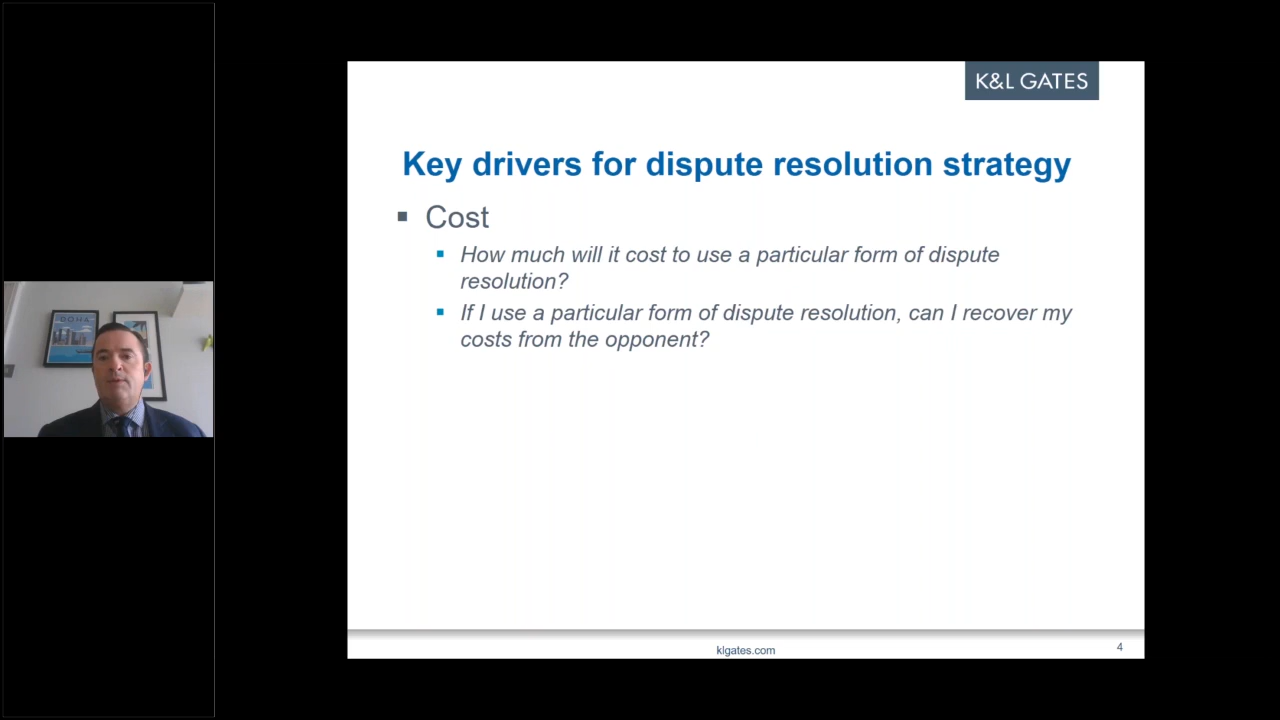 K&L GATES
Key drivers for dispute resolution strategy
Cost
How much will it cost to use a particular form of dispute
resolution?
If I use a particular form of dispute resolution, can I recover my
costs from the opponent?
klgates.com
4
DOHA